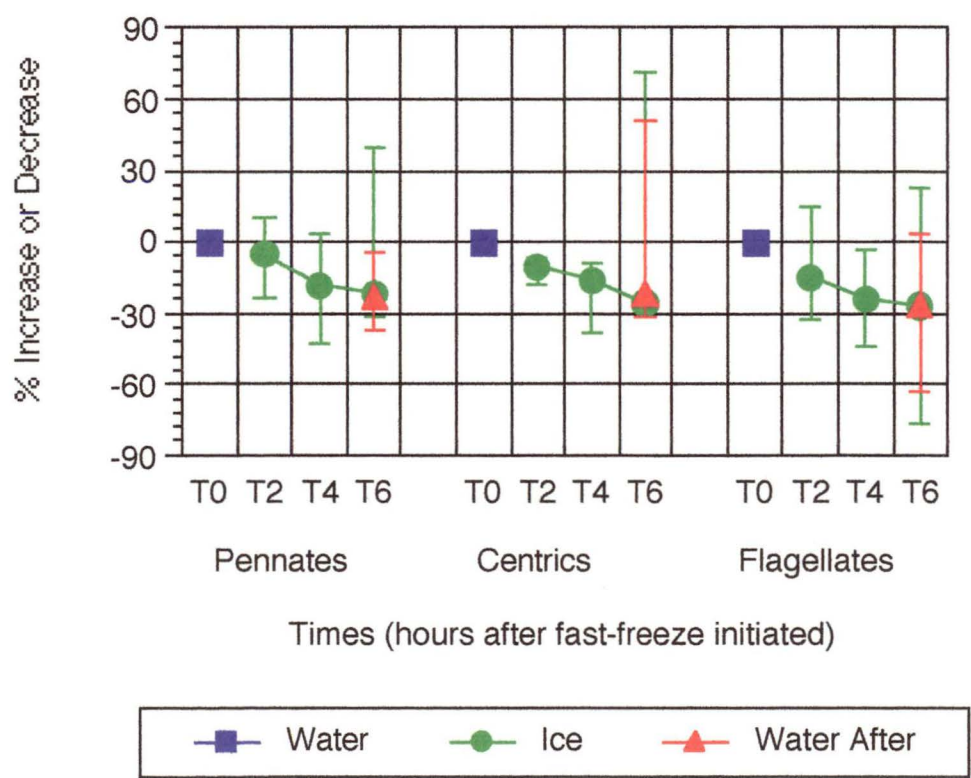 % Increase or Decrease
90
60
30
0
-30
-60
-90
T0 T2 T4 T6 T0 T2 T4 T6 T0 T2 T4 T6
Pennates Centrics Flagellates
Times (hours after fast-freeze initiated)
Water Ice Water After